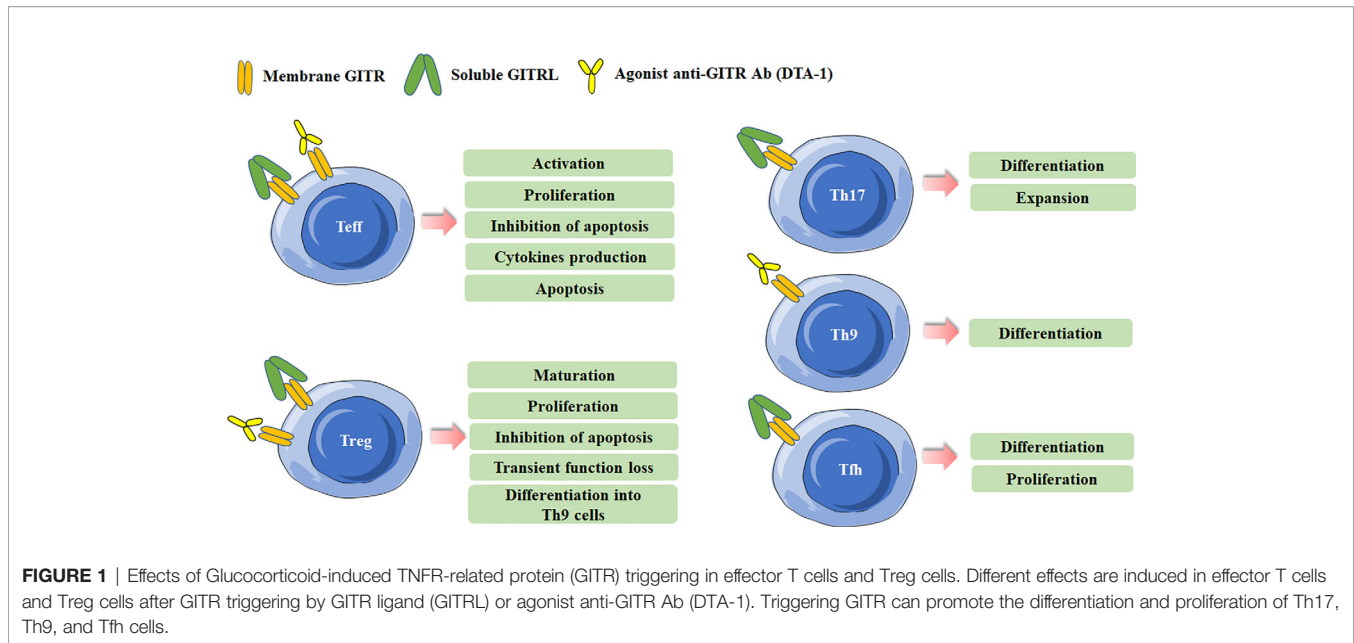 Membrane GITR
Soluble GITRL
Agonist anti-GITR Ab (DTA-1)
Teff
Activation
Proliferation
Inhibition of apoptosis
Cytokines production
Apoptosis
Treg
Maturation
Proliferation
Inhibition of apoptosis
Transient function loss
Differentiation into
Th9 cells
Th17
Differentiation
Expansion
Th9
Differentiation
Tfh
Differentiation
Proliferation
FIGURE 1 | Effects of Glucocorticoid-induced TNFR-related protein (GITR) triggering in effector T cells and Treg cells. Different effects are induced in effector T cells
and Treg cells after GITR triggering by GITR ligand (GITRL) or agonist anti-GITR Ab (DTA-1). Triggering GITR can promote the differentiation and proliferation of Th17,
Th9, and Tfh cells.